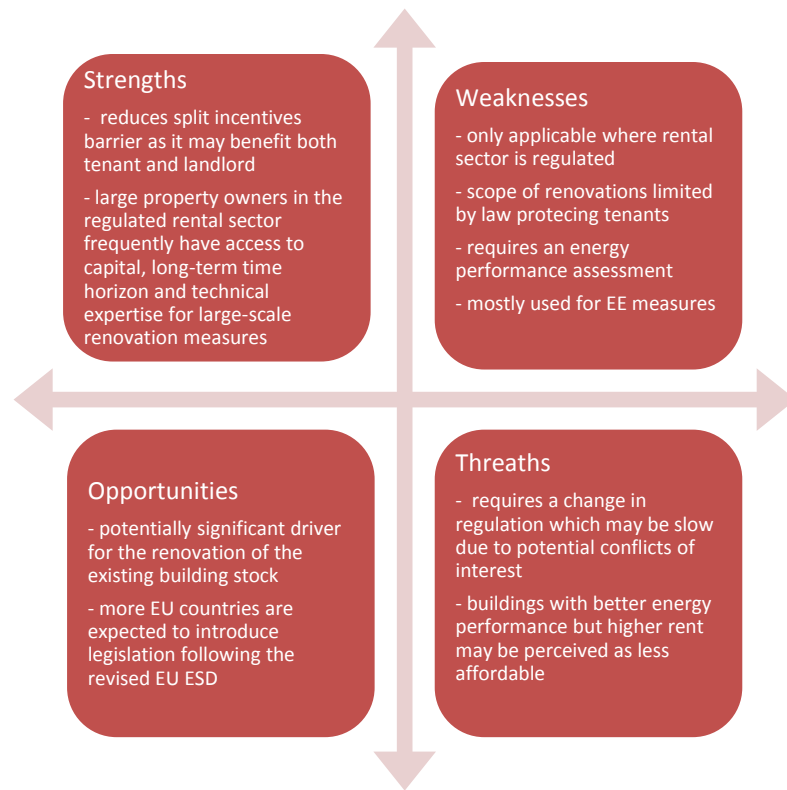 Strengths
- reduces split incentives
barrier as it may benefit both
tenant and landlord
- large property owners in the
regulated rental sector
frequently have access to
capital, long-term time
horizon and technical
expertise for large-scale
renovation measures
Weaknesses
- only applicable where rental
sector is regulated
- scope of renovations limited
by law protecing tenants
- requires an energy
performance assessment
- mostly used for EE measures
Opportunities
- potentially significant driver
for the renovation of the
existing building stock
- more EU countries are
expected to introduce
legislation following the
revised EU ESD
Threaths
- requires a change in
regulation which may be slow
due to potential conflicts of
interest
- buildings with better energy
performance but higher rent
may be perceived as less
affordable